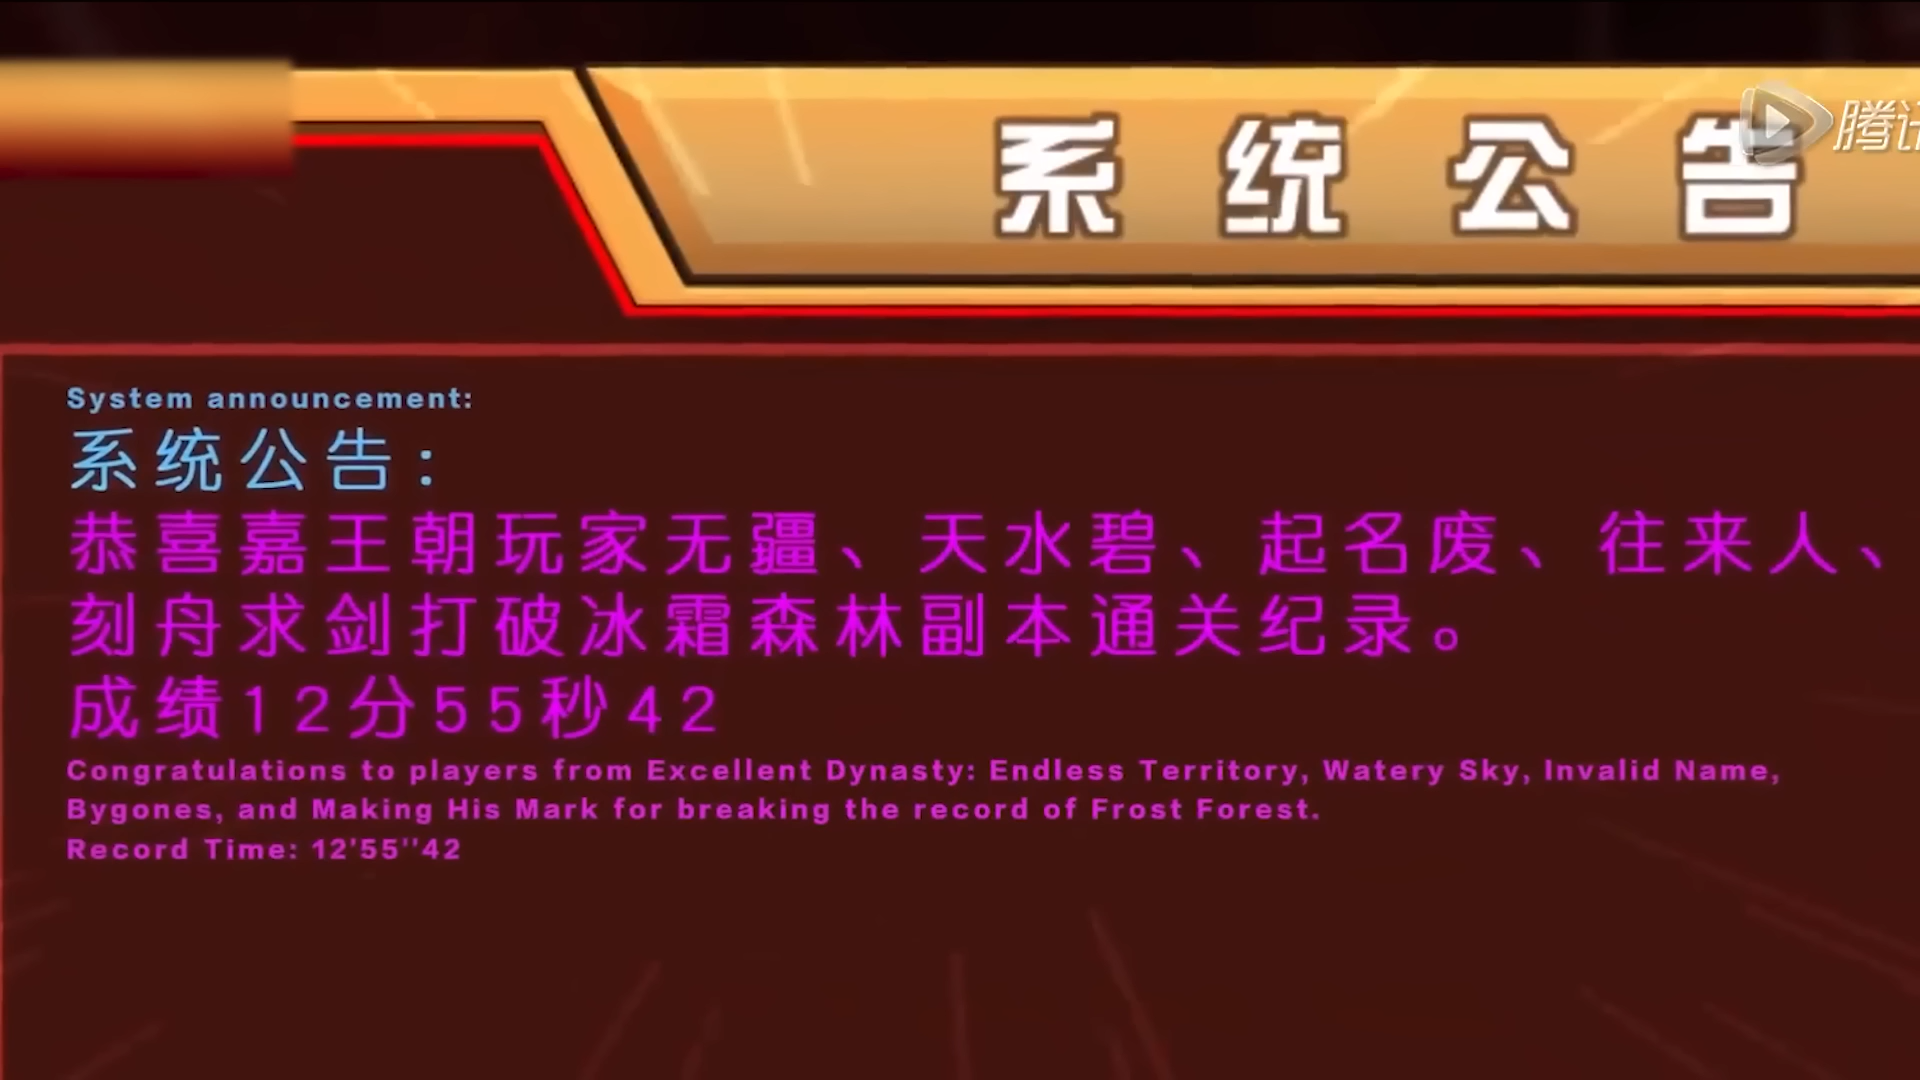 系统公告
腾讯
System announcement:
系统公告：
恭喜嘉王朝玩家无疆、天水碧、起名废、往来人、
刻舟求剑打破冰霜森林副本通关纪录。
成绩12分55秒42
Congratulations to players from Excellent Dynasty: Endless Territory, Watery Sky, Invalid Name,
Bygones, and Making His Mark for breaking the record of Frost Forest.
Record Time: 12'55''42